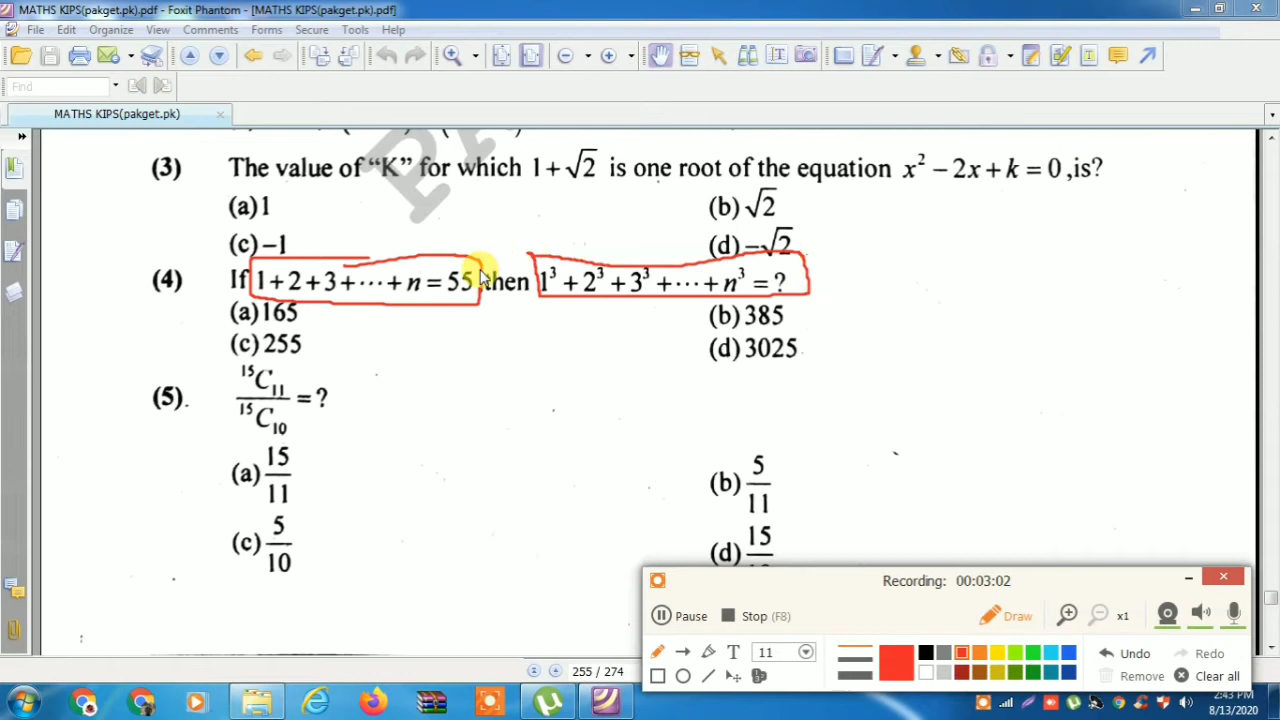 MATHS KIPS(pakget.pk).pdf - Foxit Phantom - [MATHS KIPS(pakget.pk).pdf]
File Edit Organize View Comments Forms Secure Tools Help
Find
MATHS KIPS(pakget.pk)
(3) The value of “K” for which 1+√2 is one root of the equation x² − 2x + k = 0 ,is?
(a) 1 (b) √2
(c) −1 (d) −√2
(4) If 1+2+3+⋯+n = 55 then 1³ + 2³ + 3³ + ⋯ + n³ = ?
(a) 165 (b) 385
(c) 255 (d) 3025
(5). ¹⁵C₁₁ / ¹⁵C₁₀ = ?
(a) 15/11 (b) 5/11
(c) 5/10 (d) 15
Recording: 00:03:02
Pause Stop (F8) Draw x1
T 11 Undo Redo
Remove Clear all
255 / 274
2:43 PM
8/13/2020